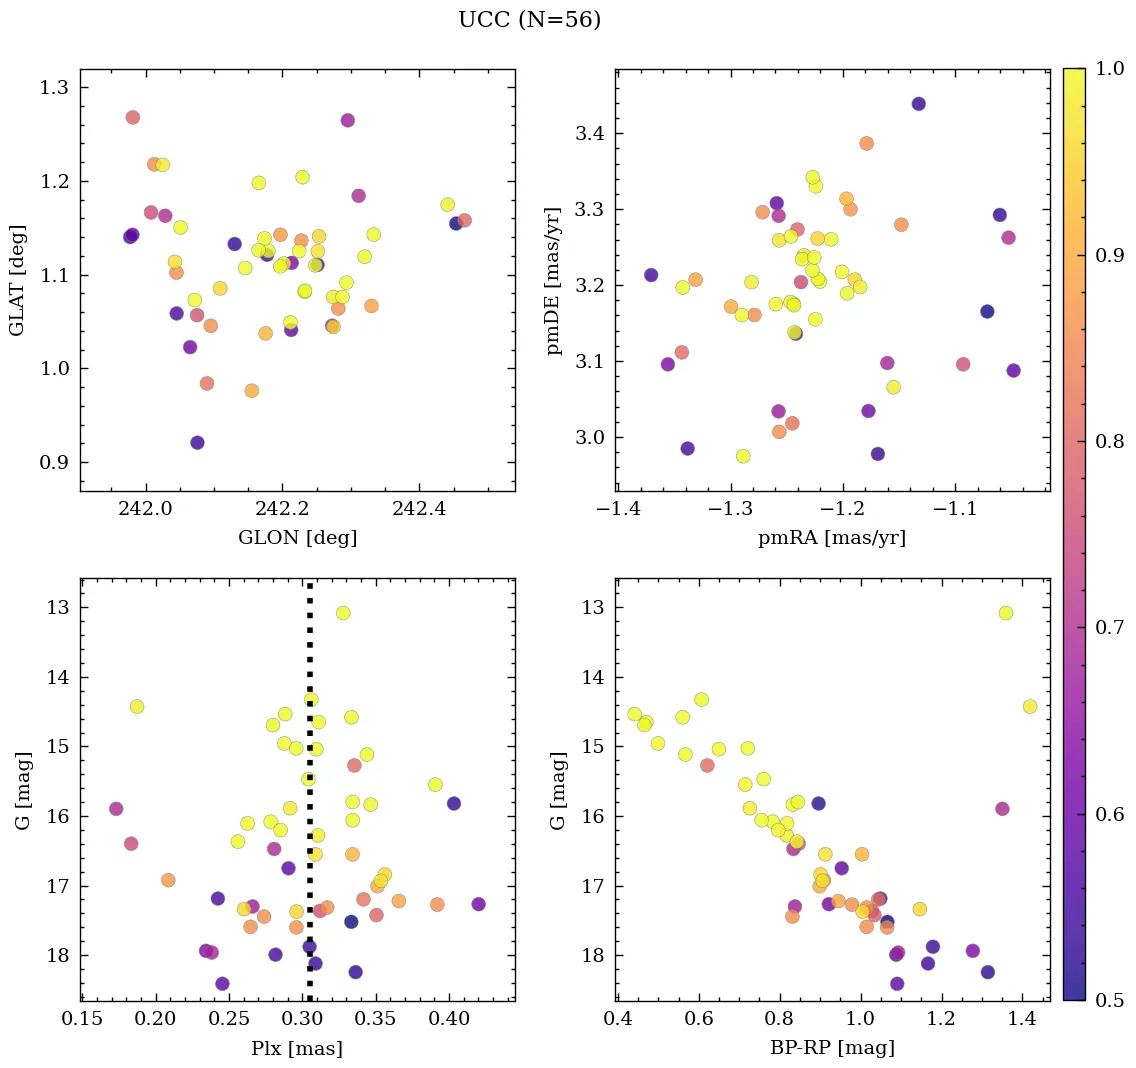 UCC (N=56)
1.3
1.2
1.1
1.0
0.9
GLAT [deg]
242.0 242.2 242.4
GLON [deg]
3.4
3.3
3.2
3.1
3.0
pmDE [mas/yr]
−1.4 −1.3 −1.2 −1.1
pmRA [mas/yr]
13
14
15
16
17
18
G [mag]
0.15 0.20 0.25 0.30 0.35 0.40
Plx [mas]
13
14
15
16
17
18
G [mag]
0.4 0.6 0.8 1.0 1.2 1.4
BP-RP [mag]
1.0
0.9
0.8
0.7
0.6
0.5